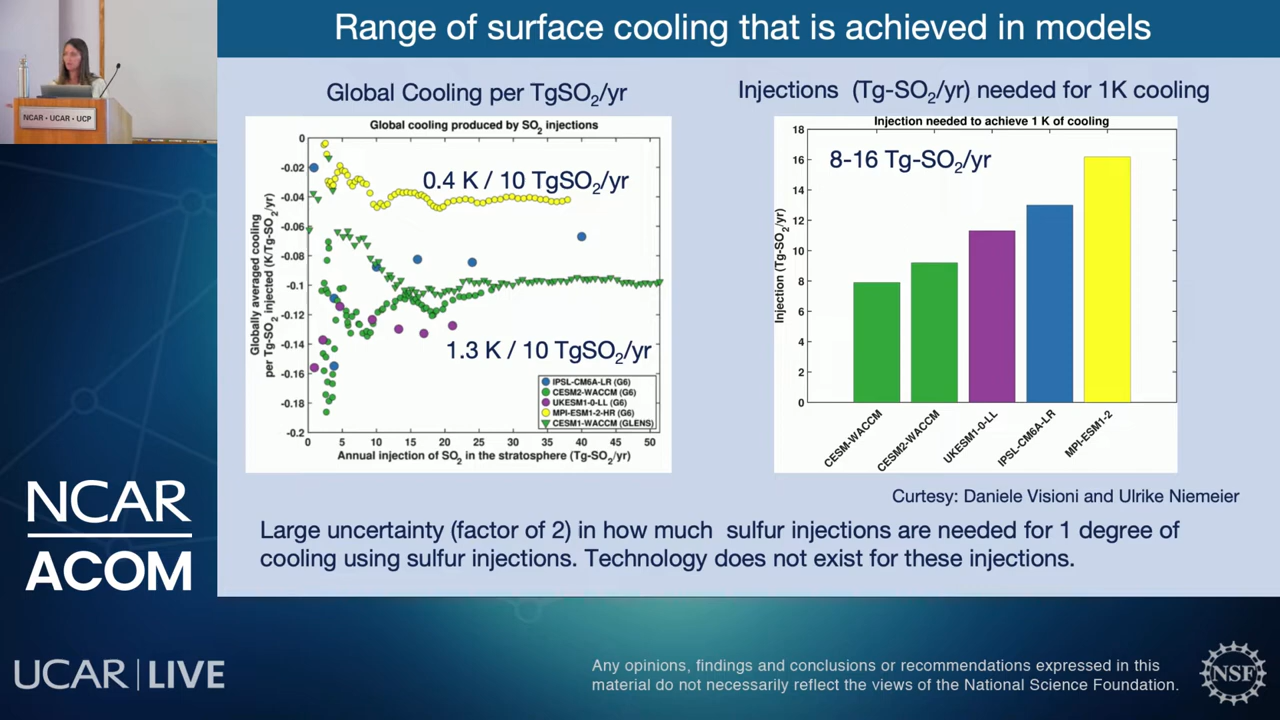 Range of surface cooling that is achieved in models
NCAR • UCAR • UCP
Global Cooling per TgSO₂/yr
Global cooling produced by SO₂ injections
0.4 K / 10 TgSO₂/yr
1.3 K / 10 TgSO₂/yr
Globally averaged cooling
per Tg-SO₂ injected (K/Tg-SO₂/yr)
0
-0.02
-0.04
-0.06
-0.08
-0.1
-0.12
-0.14
-0.16
-0.18
-0.2
IPSL-CM6A-LR (G6)
CESM2-WACCM (G6)
UKESM1-0-LL (G6)
MPI-ESM1-2-HR (G6)
CESM1-WACCM (GLENS)
0 5 10 15 20 25 30 35 40 45 50
Annual injection of SO₂ in the stratosphere (Tg-SO₂/yr)
Injections (Tg-SO₂/yr) needed for 1K cooling
Injection needed to achieve 1 K of cooling
8-16 Tg-SO₂/yr
Injection (Tg-SO₂/yr)
18
16
14
12
10
8
6
4
2
0
CESM-WACCM
CESM2-WACCM
UKESM1-0-LL
IPSL-CM6A-LR
MPI-ESM1-2
Curtesy: Daniele Visioni and Ulrike Niemeier
Large uncertainty (factor of 2) in how much sulfur injections are needed for 1 degree of
cooling using sulfur injections. Technology does not exist for these injections.
NCAR
ACOM
UCAR | LIVE
Any opinions, findings and conclusions or recommendations expressed in this
material do not necessarily reflect the views of the National Science Foundation.
NSF